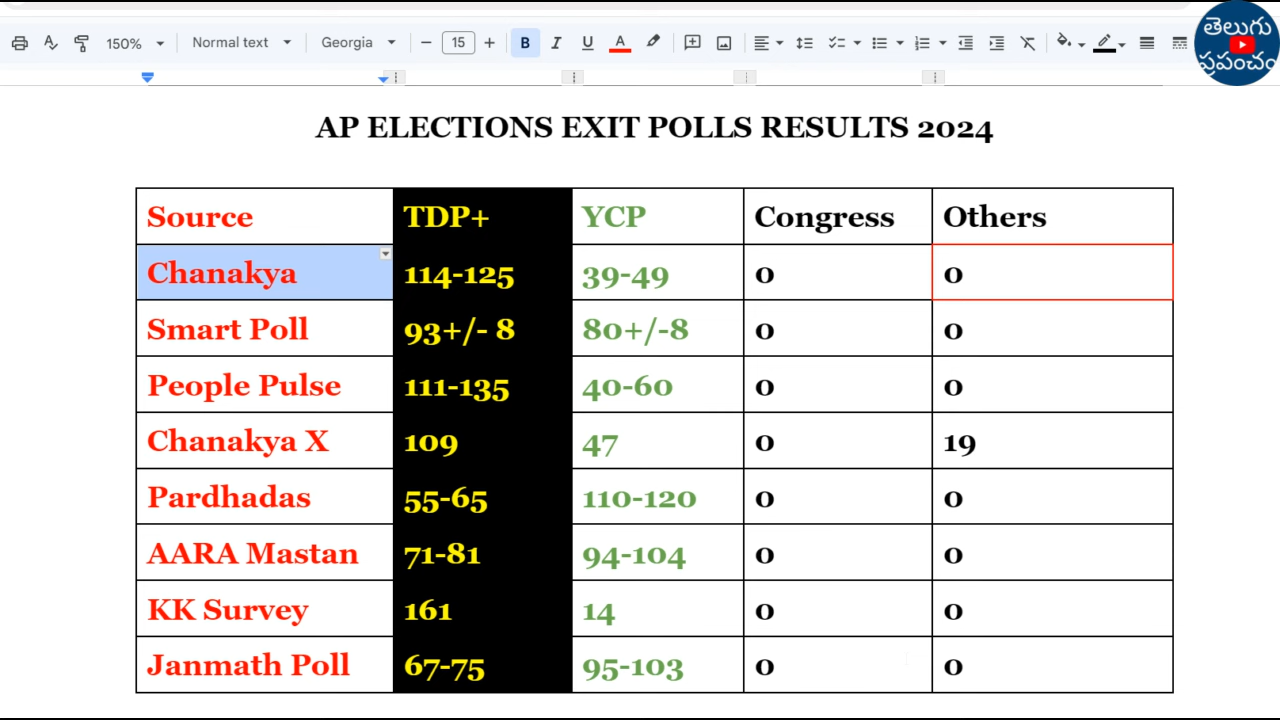 150% Normal text Georgia 15 B I U A
తెలుగు
ప్రపంచం
AP ELECTIONS EXIT POLLS RESULTS 2024
Source TDP+ YCP Congress Others
Chanakya 114-125 39-49 0 0
Smart Poll 93+/- 8 80+/-8 0 0
People Pulse 111-135 40-60 0 0
Chanakya X 109 47 0 19
Pardhadas 55-65 110-120 0 0
AARA Mastan 71-81 94-104 0 0
KK Survey 161 14 0 0
Janmath Poll 67-75 95-103 0 0